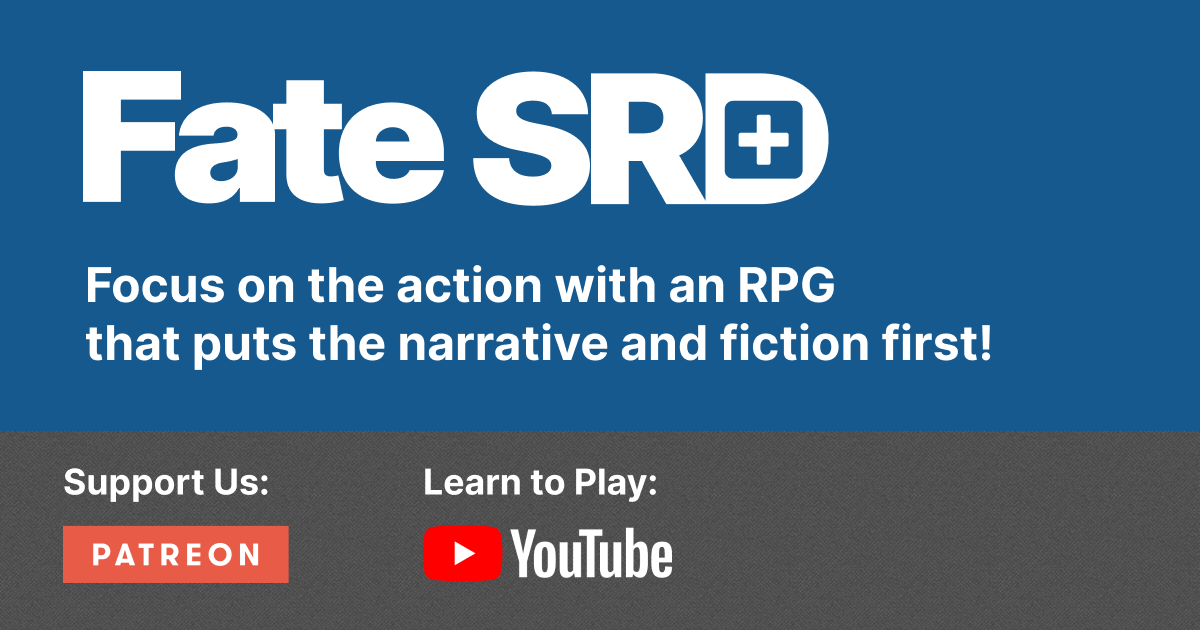 Fate SRD
Focus on the action with an RPG
that puts the narrative and fiction first!
Support Us:
Learn to Play:
PATREON
YouTube